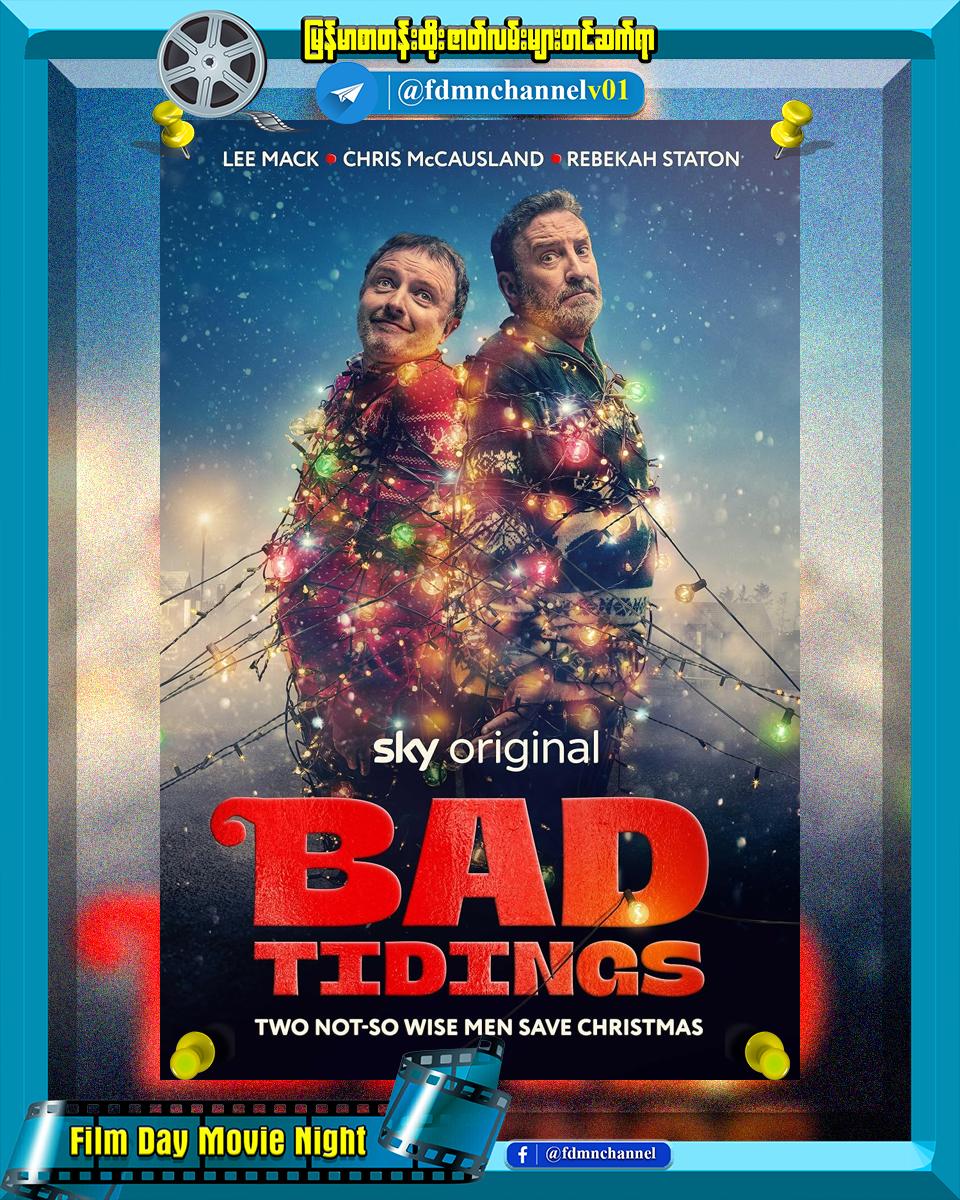 မြန်မာစာတန်းထိုးဇာတ်လမ်းများတင်ဆက်ရာ
@fdmnchannelv01
LEE MACK • CHRIS McCAUSLAND • REBEKAH STATON
sky original
BAD
TIDINGS
TWO NOT-SO WISE MEN SAVE CHRISTMAS
Film Day Movie Night
f @fdmnchannel